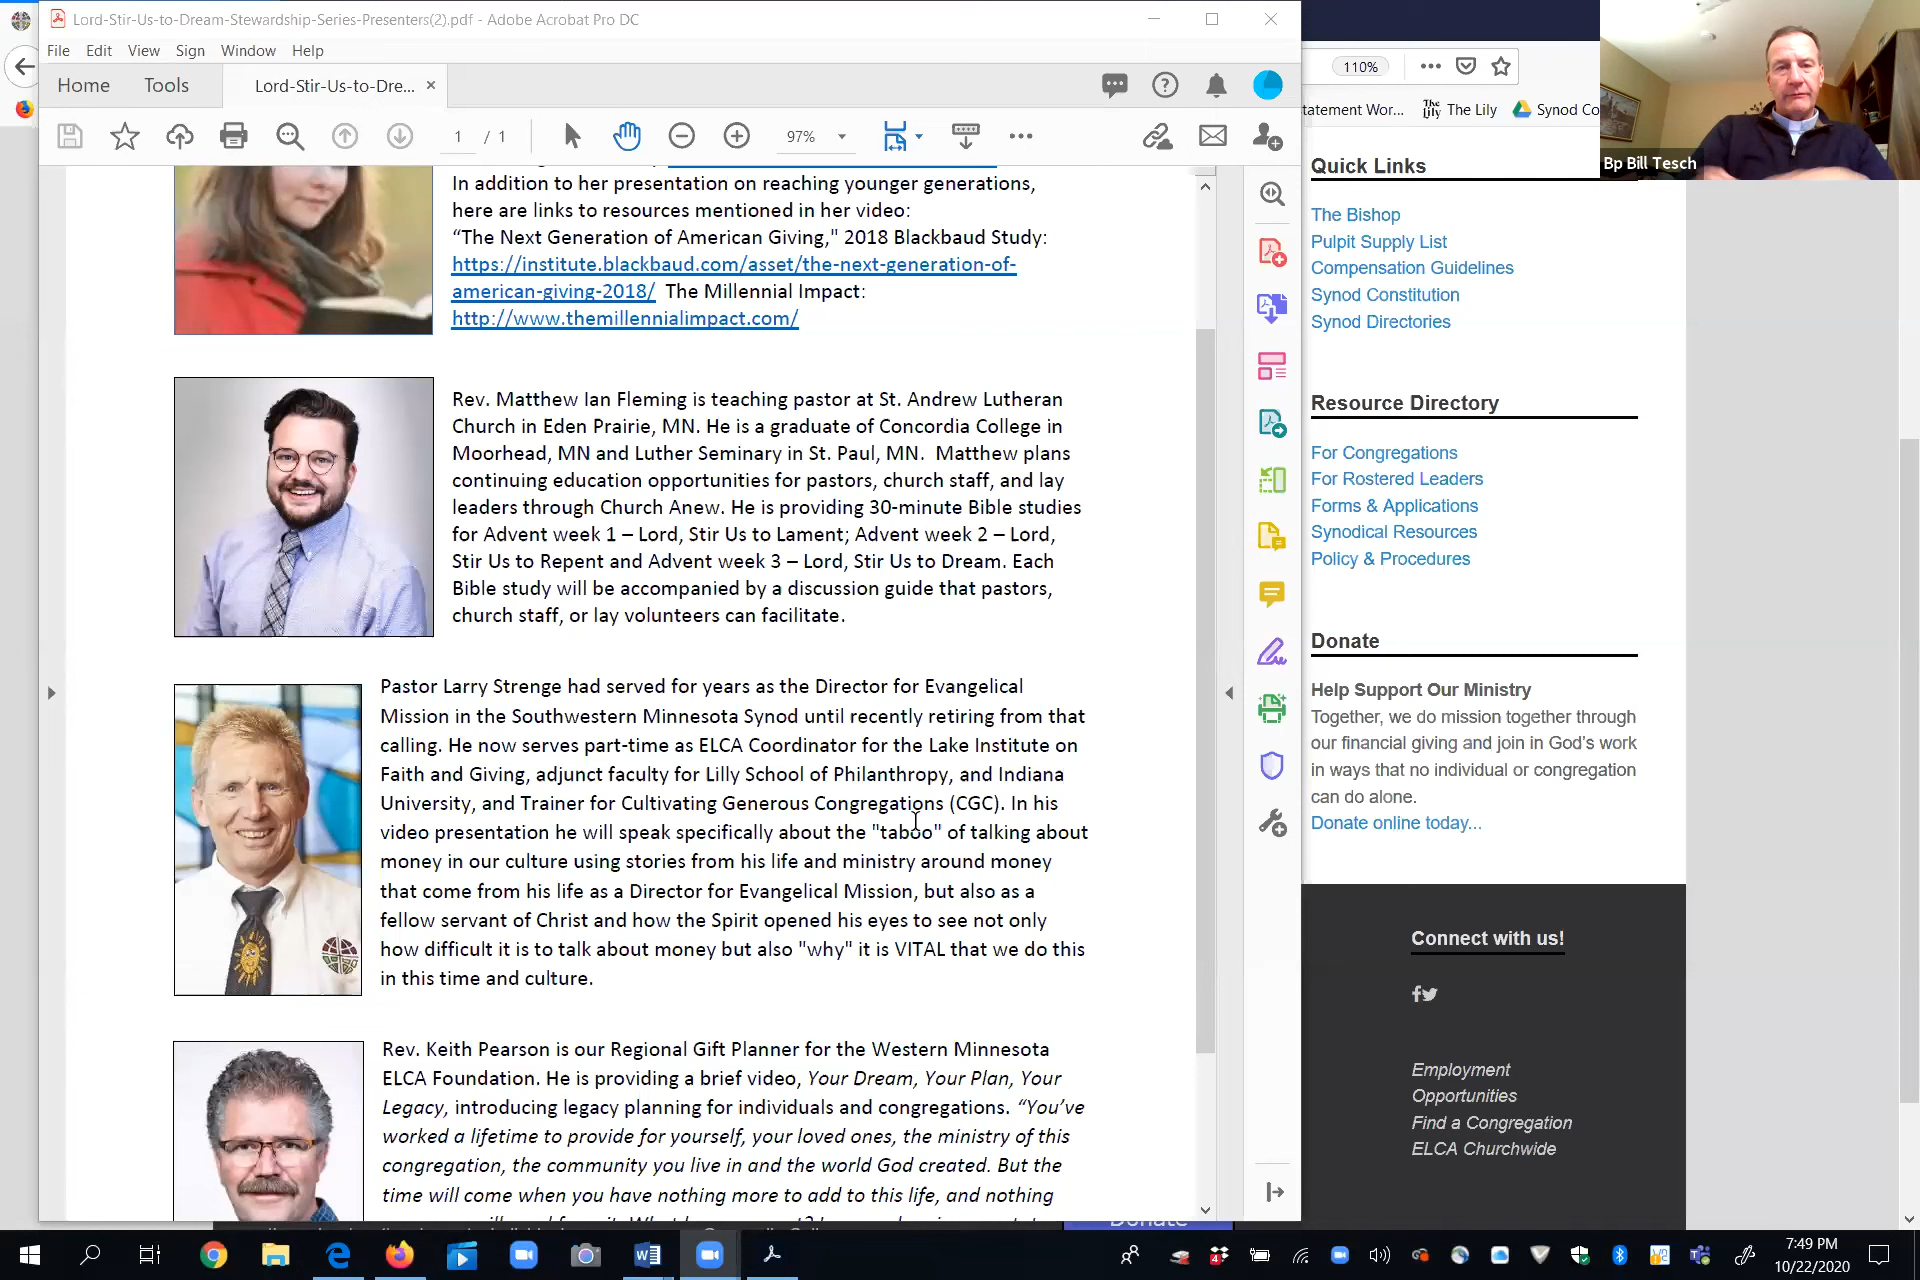 Lord-Stir-Us-to-Dream-Stewardship-Series-Presenters(2).pdf - Adobe Acrobat Pro DC
File Edit View Sign Window Help
Home Tools Lord-Stir-Us-to-Dre... ×
1 / 1 97%
In addition to her presentation on reaching younger generations,
here are links to resources mentioned in her video:
“The Next Generation of American Giving," 2018 Blackbaud Study:
https://institute.blackbaud.com/asset/the-next-generation-of-
american-giving-2018/ The Millennial Impact:
http://www.themillennialimpact.com/
Rev. Matthew Ian Fleming is teaching pastor at St. Andrew Lutheran
Church in Eden Prairie, MN. He is a graduate of Concordia College in
Moorhead, MN and Luther Seminary in St. Paul, MN. Matthew plans
continuing education opportunities for pastors, church staff, and lay
leaders through Church Anew. He is providing 30-minute Bible studies
for Advent week 1 – Lord, Stir Us to Lament; Advent week 2 – Lord,
Stir Us to Repent and Advent week 3 – Lord, Stir Us to Dream. Each
Bible study will be accompanied by a discussion guide that pastors,
church staff, or lay volunteers can facilitate.
Pastor Larry Strenge had served for years as the Director for Evangelical
Mission in the Southwestern Minnesota Synod until recently retiring from that
calling. He now serves part-time as ELCA Coordinator for the Lake Institute on
Faith and Giving, adjunct faculty for Lilly School of Philanthropy, and Indiana
University, and Trainer for Cultivating Generous Congregations (CGC). In his
video presentation he will speak specifically about the "taboo" of talking about
money in our culture using stories from his life and ministry around money
that come from his life as a Director for Evangelical Mission, but also as a
fellow servant of Christ and how the Spirit opened his eyes to see not only
how difficult it is to talk about money but also "why" it is VITAL that we do this
in this time and culture.
Rev. Keith Pearson is our Regional Gift Planner for the Western Minnesota
ELCA Foundation. He is providing a brief video, Your Dream, Your Plan, Your
Legacy, introducing legacy planning for individuals and congregations. “You’ve
worked a lifetime to provide for yourself, your loved ones, the ministry of this
congregation, the community you live in and the world God created. But the
time will come when you have nothing more to add to this life, and nothing
110%
tatement Wor... The Lily The Lily Synod Co
Bp Bill Tesch
Quick Links
The Bishop
Pulpit Supply List
Compensation Guidelines
Synod Constitution
Synod Directories
Resource Directory
For Congregations
For Rostered Leaders
Forms & Applications
Synodical Resources
Policy & Procedures
Donate
Help Support Our Ministry
Together, we do mission together through
our financial giving and join in God’s work
in ways that no individual or congregation
can do alone.
Donate online today...
Connect with us!
Employment
Opportunities
Find a Congregation
ELCA Churchwide
Donate
7:49 PM
10/22/2020